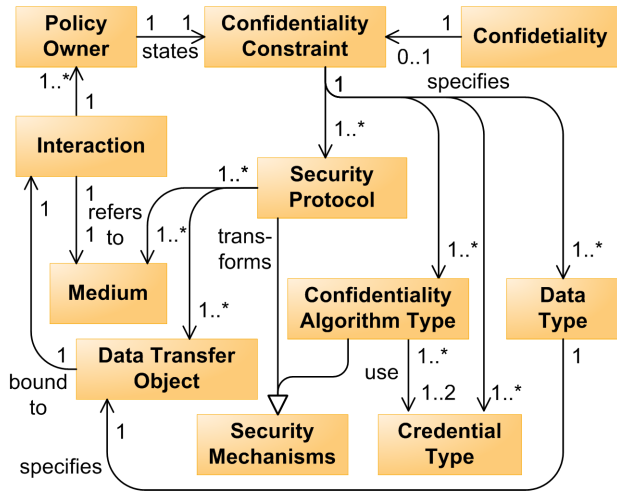 Policy
Owner
1
1
states
Confidentiality
Constraint
1
0..1
Confidetiality
1..*
1
Interaction
1
specifies
1..*
1
1
1
refers
to
1..*
1..*
Security
Protocol
trans-
forms
1..*
1..*
Medium
1..*
Confidentiality
Algorithm Type
Data
Type
1
bound
to
Data Transfer
Object
1..*
use
1..2
1..*
1
1
specifies
Security
Mechanisms
Credential
Type